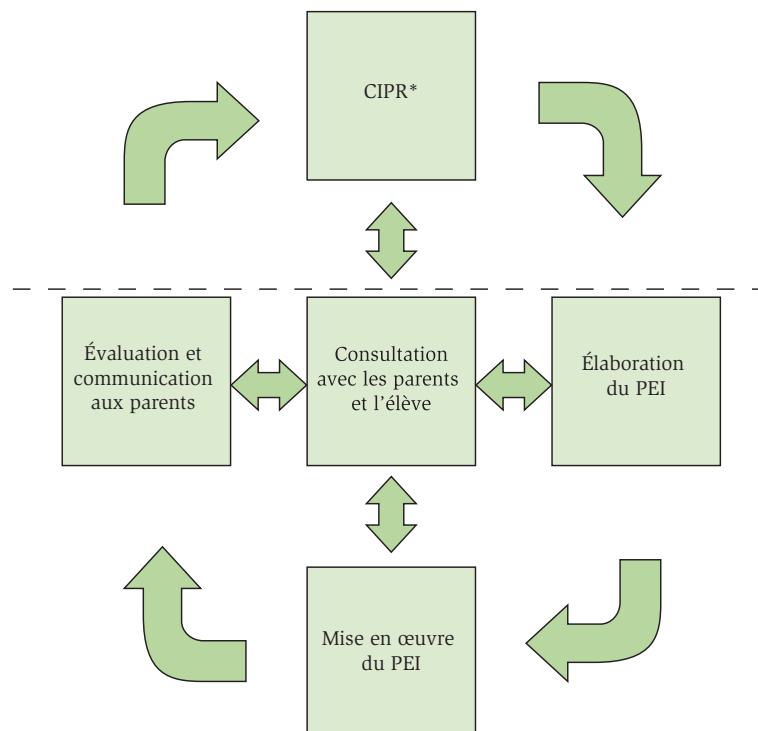 CIPR*
Évaluation et
communication
aux parents
Consultation
avec les parents
et l’élève
Élaboration
du PEI
Mise en œuvre
du PEI